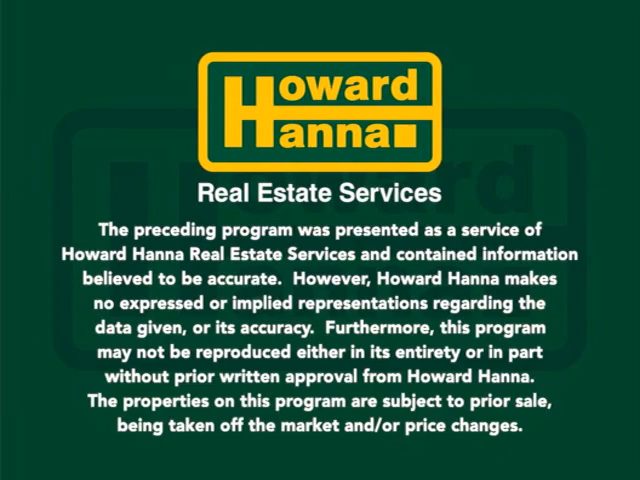 Howard
Hanna
Real Estate Services
The preceding program was presented as a service of
Howard Hanna Real Estate Services and contained information
believed to be accurate. However, Howard Hanna makes
no expressed or implied representations regarding the
data given, or its accuracy. Furthermore, this program
may not be reproduced either in its entirety or in part
without prior written approval from Howard Hanna.
The properties on this program are subject to prior sale,
being taken off the market and/or price changes.